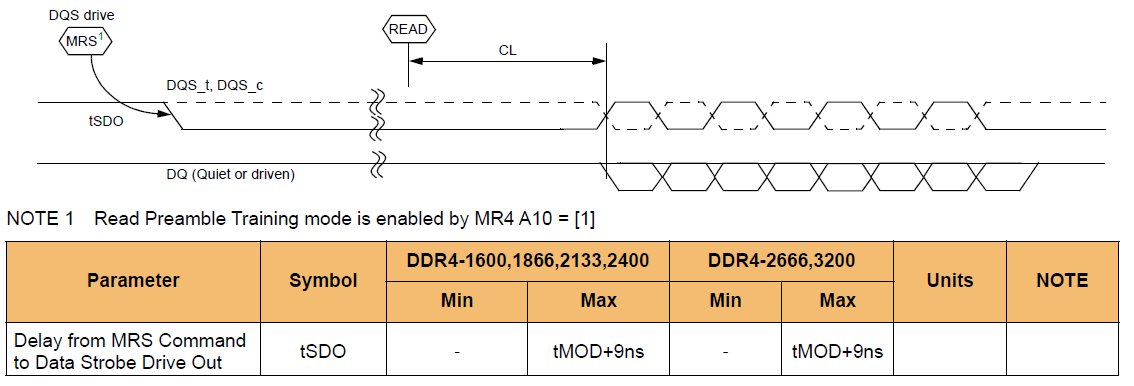 DQS drive
MRS1
READ
CL
DQS_t, DQS_c
tSDO
DQ (Quiet or driven)
NOTE 1 Read Preamble Training mode is enabled by MR4 A10 = [1]
Parameter Symbol DDR4-1600,1866,2133,2400 DDR4-2666,3200 Units NOTE
Min Max Min Max
Delay from MRS Command
to Data Strobe Drive Out tSDO - tMOD+9ns - tMOD+9ns